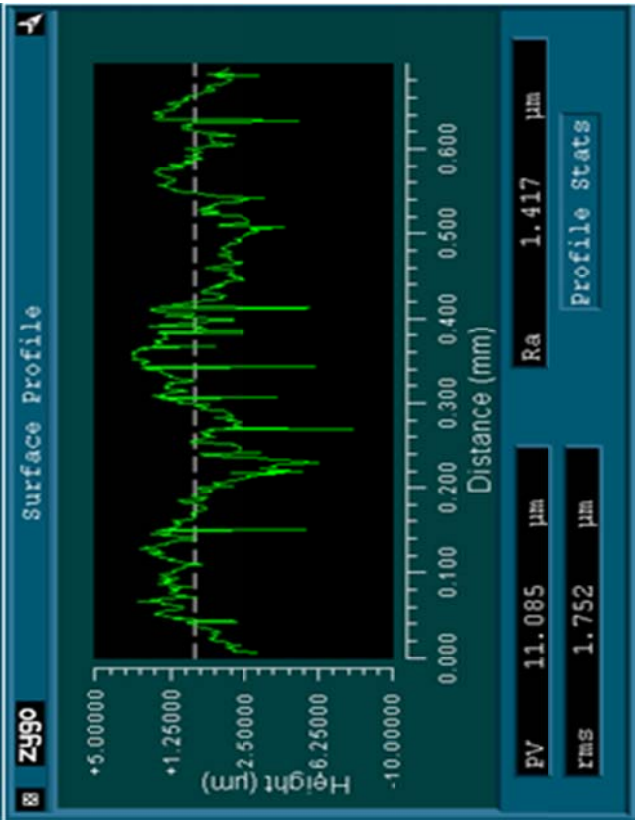 zygo
Surface Profile
+5.00000
+1.25000
-2.50000
-6.25000
-10.00000
Height (µm)
0.000
0.100
0.200
0.300
0.400
0.500
0.600
Distance (mm)
PV 11.085 µm
Ra 1.417 µm
rms 1.752 µm
Profile Stats